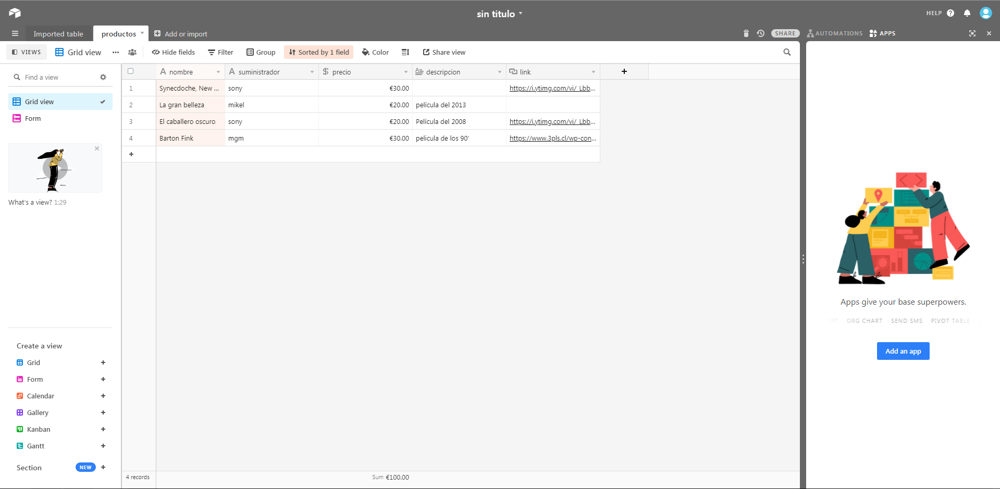 sin titulo
HELP
Imported table
productos
Add or import
SHARE
AUTOMATIONS
APPS
VIEWS
Grid view
Hide fields
Filter
Group
Sorted by 1 field
Color
Share view
Find a view
Grid view
Form
What's a view? 1:29
Create a view
Grid
Form
Calendar
Gallery
Kanban
Gantt
Section NEW
nombre suministrador precio descripcion link
1 Synecdoche, New ... sony €30.00 https://i.ytimg.com/vi/_Lbb...
2 La gran belleza mikel €20.00 película del 2013
3 El caballero oscuro sony €20.00 Película del 2008 https://i.ytimg.com/vi/_Lbb...
4 Barton Fink mgm €30.00 pelicula de los 90' https://www.3pls.cl/wp-con...
4 records Sum €100.00
Apps give your base superpowers.
ORG CHART SEND SMS PIVOT TABLE
Add an app